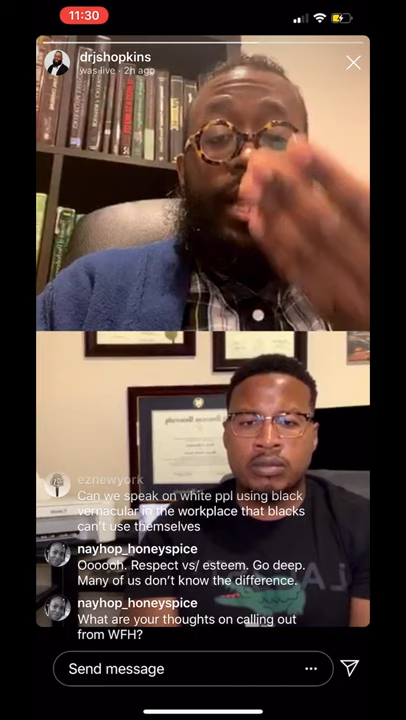 11:30
drjshopkins
was live · 2h ago
eznewyork
Can we speak on white ppl using black
vernacular in the workplace that blacks
can't use themselves
nayhop_honeyspice
Oooooh. Respect vs/ esteem. Go deep.
Many of us don't know the difference.
nayhop_honeyspice
What are your thoughts on calling out
from WFH?
Send message